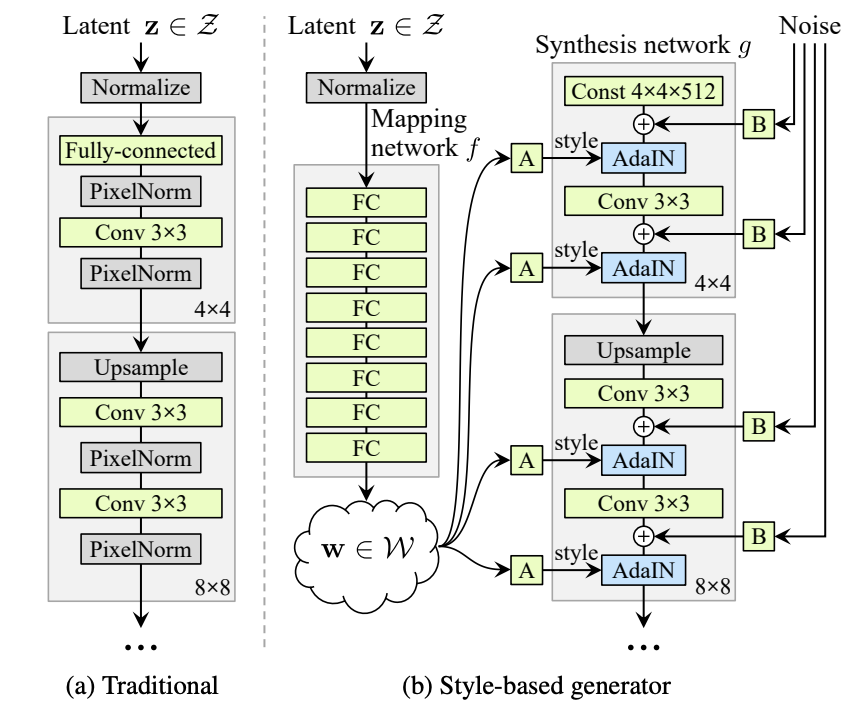 Latent z ∈ 𝒵
Normalize
Fully-connected
PixelNorm
Conv 3×3
PixelNorm
4×4
Upsample
Conv 3×3
PixelNorm
Conv 3×3
PixelNorm
8×8
...
(a) Traditional
Latent z ∈ 𝒵
Normalize
Mapping
network f
FC
FC
FC
FC
FC
FC
FC
FC
w ∈ 𝒲
A
style
A
style
A
style
A
style
Synthesis network g
Noise
Const 4×4×512
+
B
AdaIN
Conv 3×3
+
B
AdaIN
4×4
Upsample
Conv 3×3
+
B
AdaIN
Conv 3×3
+
B
AdaIN
8×8
...
(b) Style-based generator